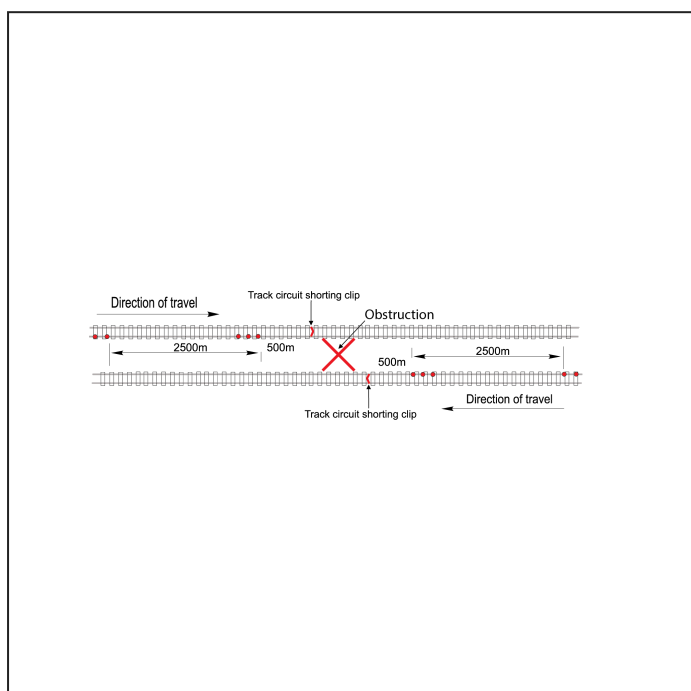 Direction of travel
Track circuit shorting clip
Obstruction
2500m
500m
2500m
500m
Direction of travel
Track circuit shorting clip